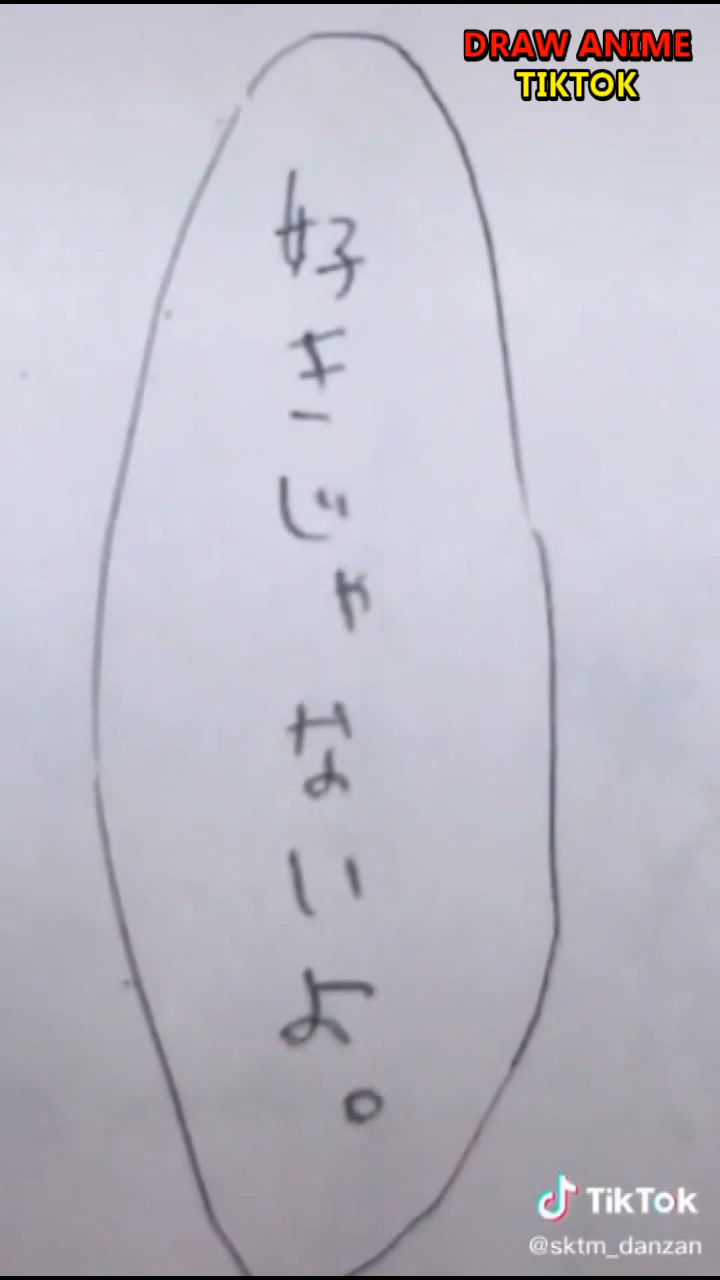 DRAW ANIME
TIKTOK
好きじゃないよ。
TikTok
@sktm_danzan